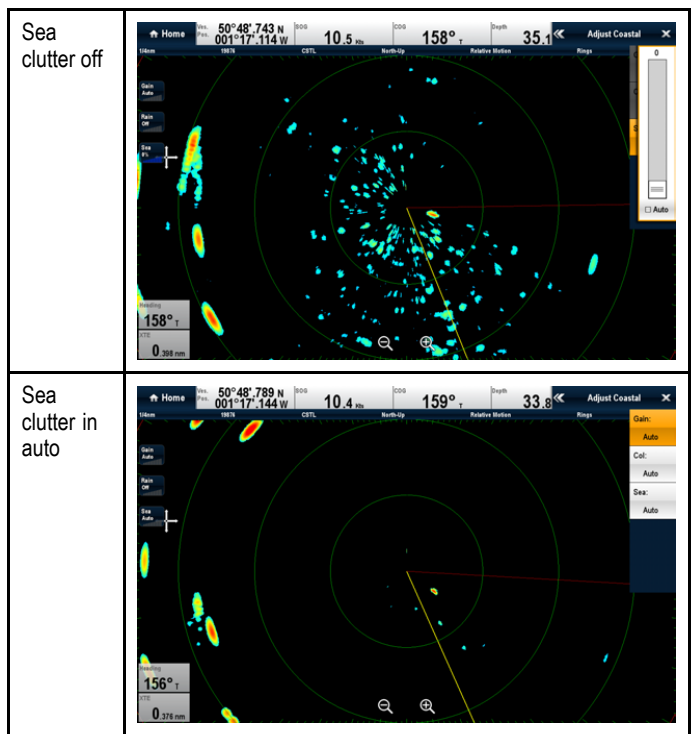 Sea
clutter off
Home
Ves. Pos. 50°48'.743 N
001°17'.114 W
SOG 10.5 Kts
COG 158° T
Depth 35.1
Adjust Coastal
1/4nm 19876 CSTL North-Up Relative Motion Rings
0
Gain
Auto
Rain
Off
Sea
0%
Auto
Heading
158° T
XTE
0.398 nm
Sea
clutter in
auto
Home
Ves. Pos. 50°48'.789 N
001°17'.144 W
SOG 10.4 Kts
COG 159° T
Depth 33.8
Adjust Coastal
1/4nm 19876 CSTL North-Up Relative Motion Rings
Gain:
Auto
Col:
Auto
Sea:
Auto
Gain
Auto
Rain
Off
Sea
Auto
Heading
156° T
XTE
0.376 nm